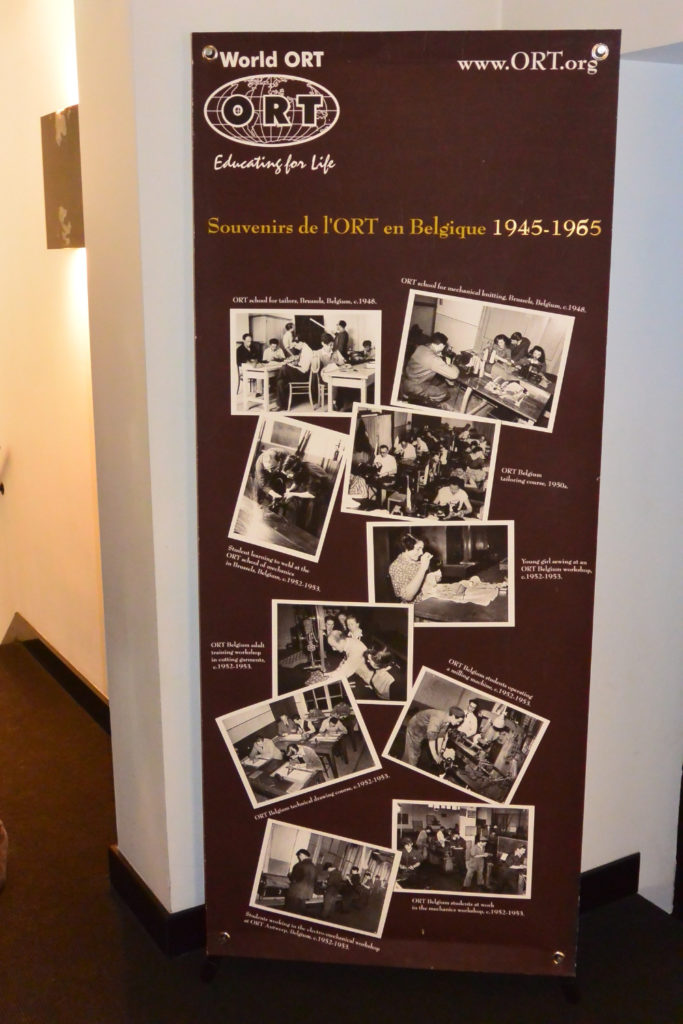 World ORT
www.ORT.org
ORT
Educating for Life
Souvenirs de l'ORT en Belgique 1945-1965
ORT school for tailors, Brussels, Belgium, c.1948.
ORT school for mechanical knitting, Brussels, Belgium, c.1948.
ORT Belgium
tailoring course, 1950s.
Student learning to weld at the
ORT school of mechanics
in Brussels, Belgium, c.1952-1953.
Young girl sewing at an
ORT Belgium workshop,
c.1952-1953.
ORT Belgium adult
training workshop
in cutting garments,
c.1952-1953.
ORT Belgium students operating
a milling machine, c.1952-1953.
ORT Belgium technical drawing course, c.1952-1953.
ORT Belgium students at work
in the mechanics workshop, c.1952-1953.
Students working in the electro-mechanical workshop
at ORT Antwerp, Belgium, c.1952-1953.